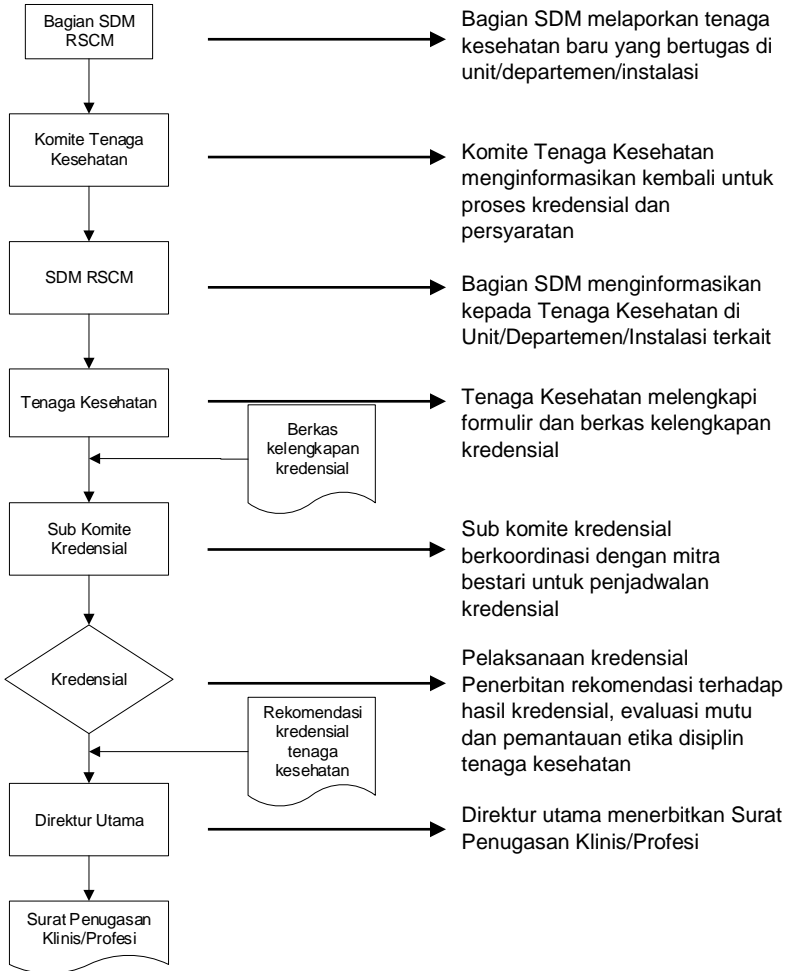 Bagian SDM
RSCM
Bagian SDM melaporkan tenaga
kesehatan baru yang bertugas di
unit/departemen/instalasi
Komite Tenaga
Kesehatan
Komite Tenaga Kesehatan
menginformasikan kembali untuk
proses kredensial dan
persyaratan
SDM RSCM
Bagian SDM menginformasikan
kepada Tenaga Kesehatan di
Unit/Departemen/Instalasi terkait
Tenaga Kesehatan
Tenaga Kesehatan melengkapi
formulir dan berkas kelengkapan
kredensial
Berkas
kelengkapan
kredensial
Sub Komite
Kredensial
Sub komite kredensial
berkoordinasi dengan mitra
bestari untuk penjadwalan
kredensial
Kredensial
Pelaksanaan kredensial
Penerbitan rekomendasi terhadap
hasil kredensial, evaluasi mutu
dan pemantauan etika disiplin
tenaga kesehatan
Rekomendasi
kredensial
tenaga
kesehatan
Direktur Utama
Direktur utama menerbitkan Surat
Penugasan Klinis/Profesi
Surat Penugasan
Klinis/Profesi